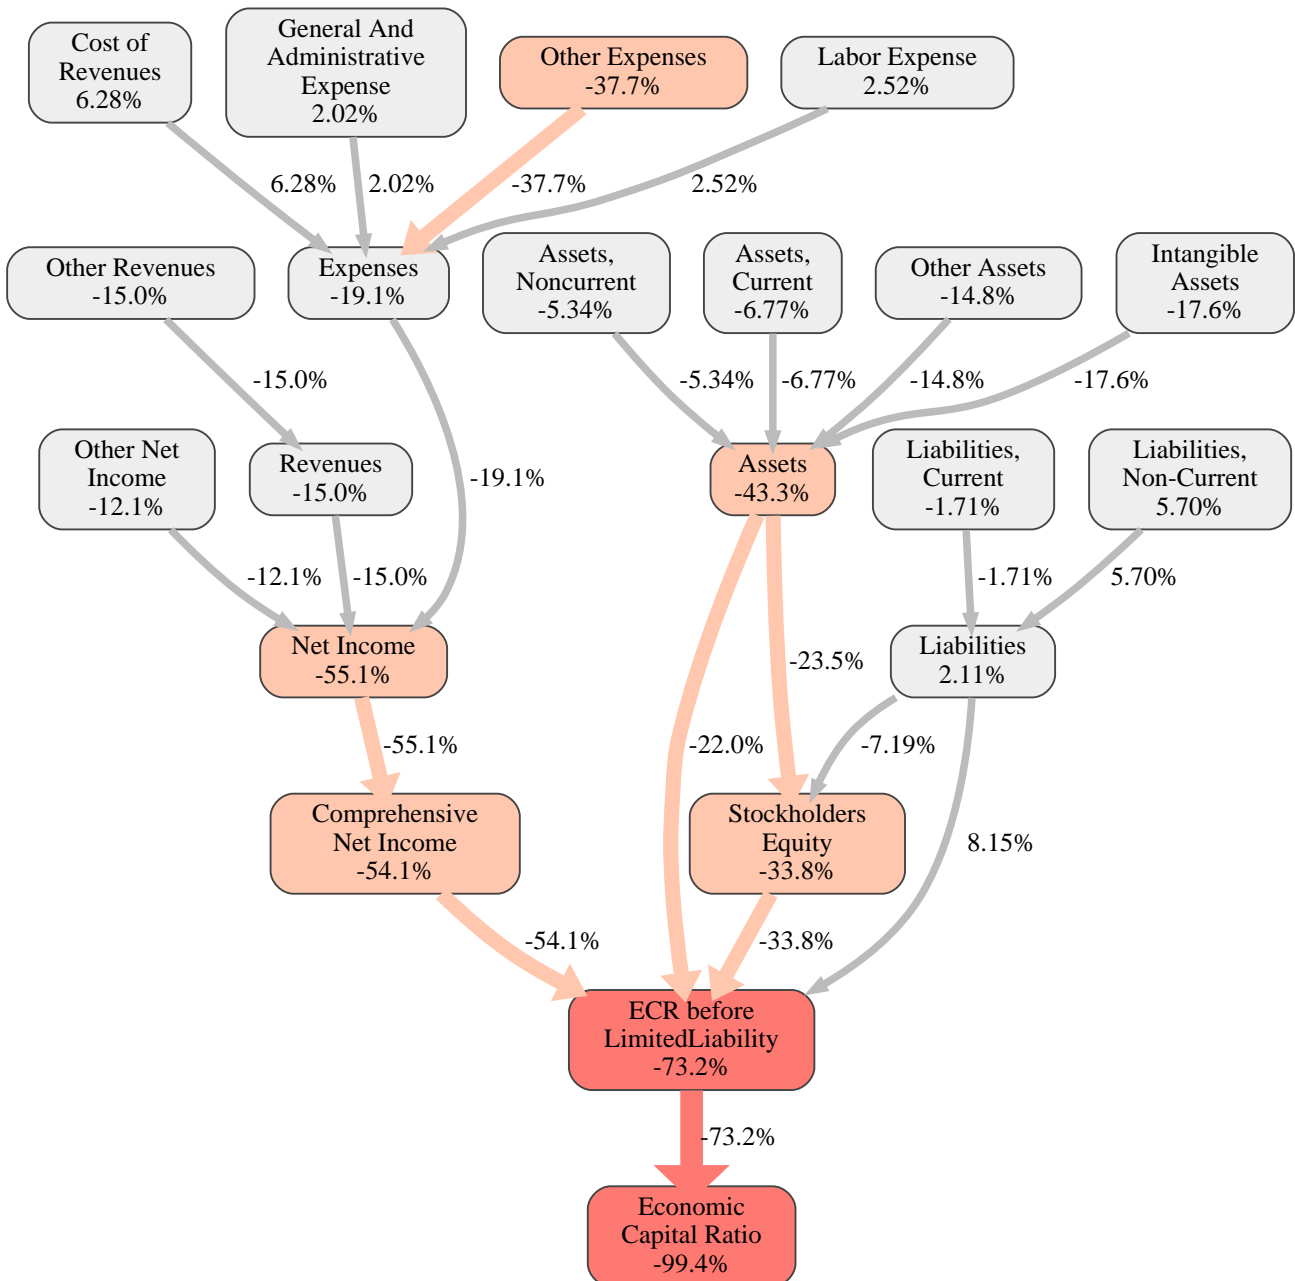 Cost of
Revenues
6.28%
General And
Administrative
Expense
2.02%
Other Expenses
-37.7%
Labor Expense
2.52%
6.28%
2.02%
-37.7%
2.52%
Other Revenues
-15.0%
Expenses
-19.1%
Assets,
Noncurrent
-5.34%
Assets,
Current
-6.77%
Other Assets
-14.8%
Intangible
Assets
-17.6%
-15.0%
-5.34%
-6.77%
-14.8%
-17.6%
Other Net
Income
-12.1%
Revenues
-15.0%
-19.1%
Assets
-43.3%
Liabilities,
Current
-1.71%
Liabilities,
Non-Current
5.70%
-12.1%
-15.0%
-1.71%
5.70%
Net Income
-55.1%
-23.5%
Liabilities
2.11%
-55.1%
-22.0%
-7.19%
Comprehensive
Net Income
-54.1%
Stockholders
Equity
-33.8%
8.15%
-54.1%
-33.8%
ECR before
LimitedLiability
-73.2%
-73.2%
Economic
Capital Ratio
-99.4%